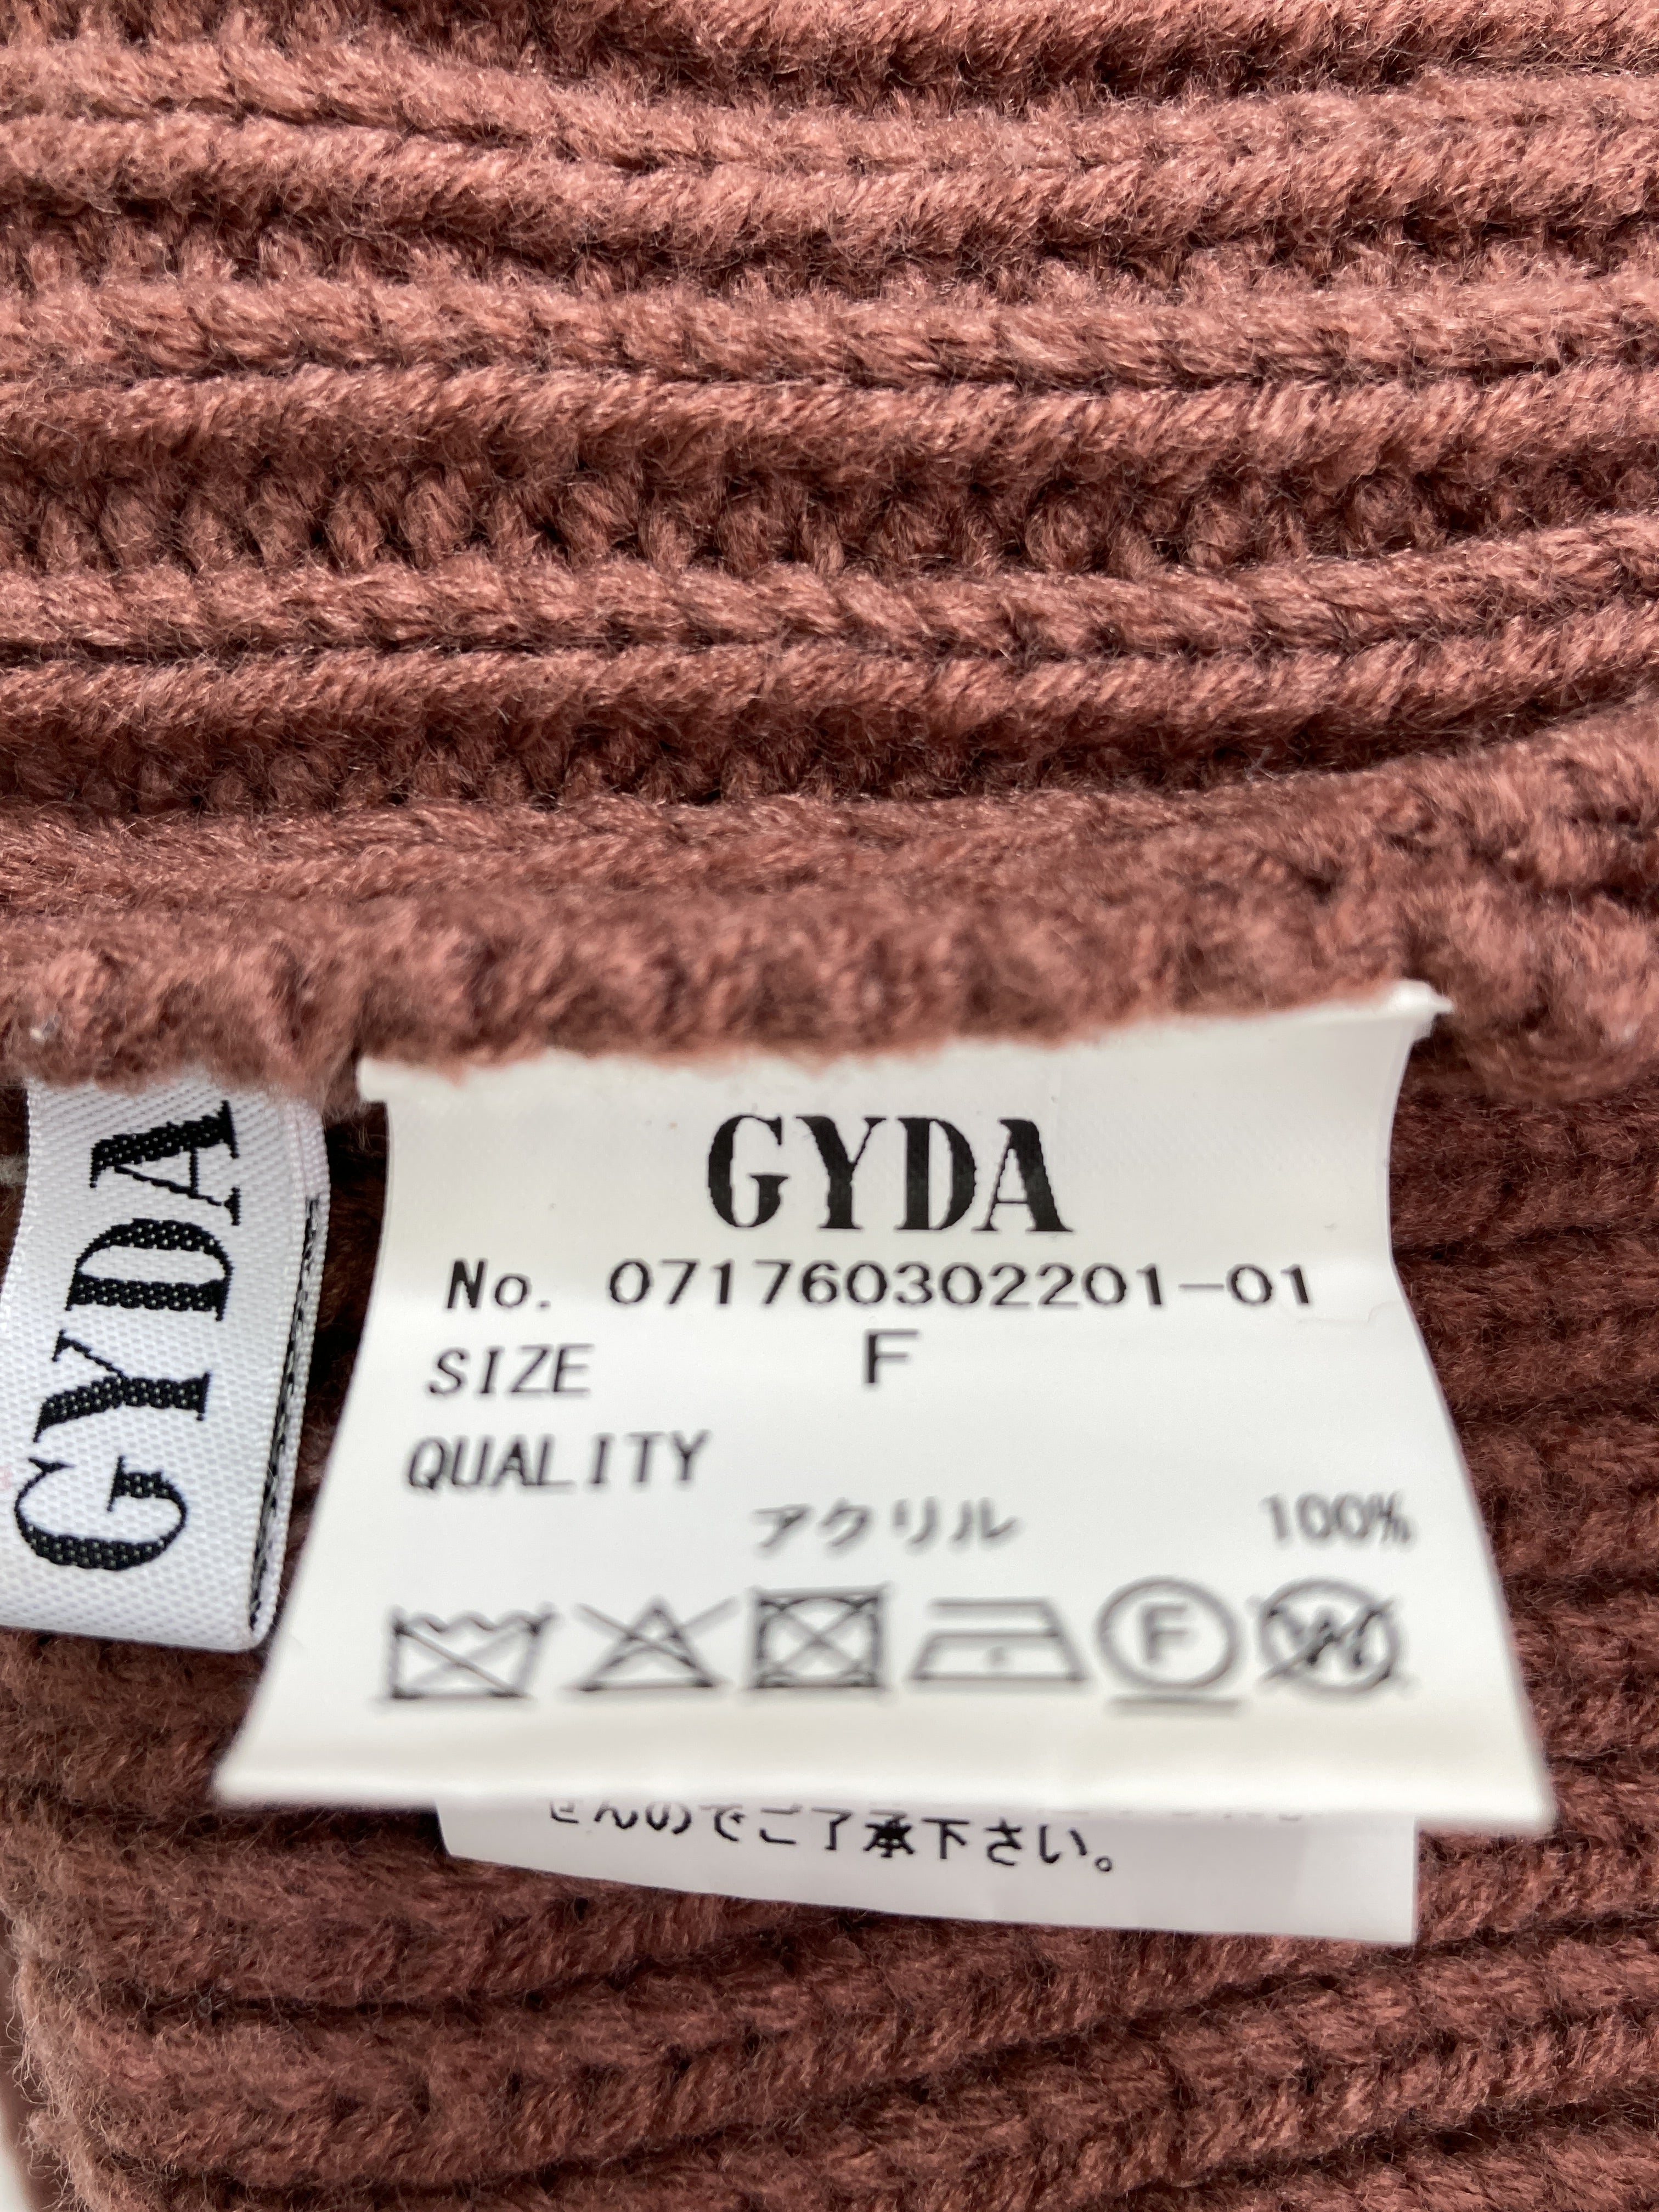 GYDA
GYDA
No. 071760302201-01
SIZE F
QUALITY
アクリル 100%
F W
せんのでご了承下さい。